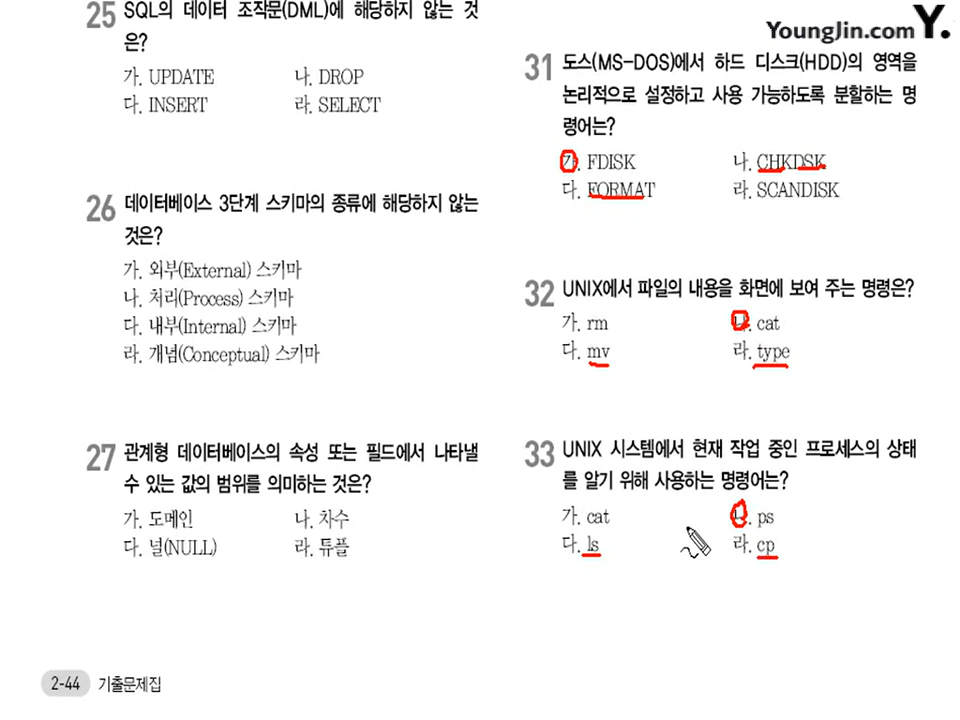 25 SQL의 데이터 조작문(DML)에 해당하지 않는 것
은?
가. UPDATE 나. DROP
다. INSERT 라. SELECT
26 데이터베이스 3단계 스키마의 종류에 해당하지 않는
것은?
가. 외부(External) 스키마
나. 처리(Process) 스키마
다. 내부(Internal) 스키마
라. 개념(Conceptual) 스키마
27 관계형 데이터베이스의 속성 또는 필드에서 나타낼
수 있는 값의 범위를 의미하는 것은?
가. 도메인 나. 차수
다. 널(NULL) 라. 튜플
2-44 기출문제집
YoungJin.com Y.
31 도스(MS-DOS)에서 하드 디스크(HDD)의 영역을
논리적으로 설정하고 사용 가능하도록 분할하는 명
령어는?
가. FDISK 나. CHKDSK
다. FORMAT 라. SCANDISK
32 UNIX에서 파일의 내용을 화면에 보여 주는 명령은?
가. rm 나. cat
다. mv 라. type
33 UNIX 시스템에서 현재 작업 중인 프로세스의 상태
를 알기 위해 사용하는 명령어는?
가. cat 나. ps
다. ls 라. cp